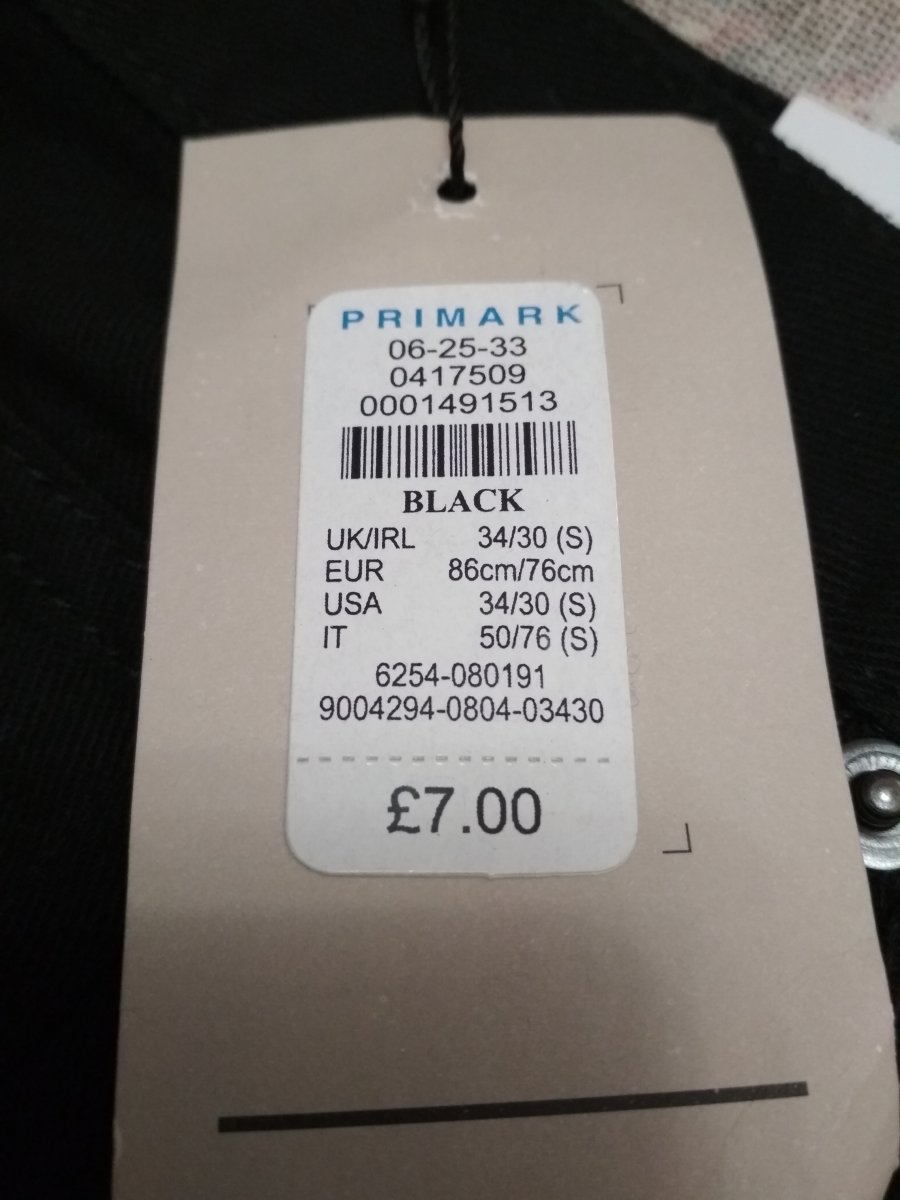 PRIMARK
06-25-33
0417509
0001491513
BLACK
UK/IRL 34/30 (S)
EUR 86cm/76cm
USA 34/30 (S)
IT 50/76 (S)
6254-080191
9004294-0804-03430
£7.00